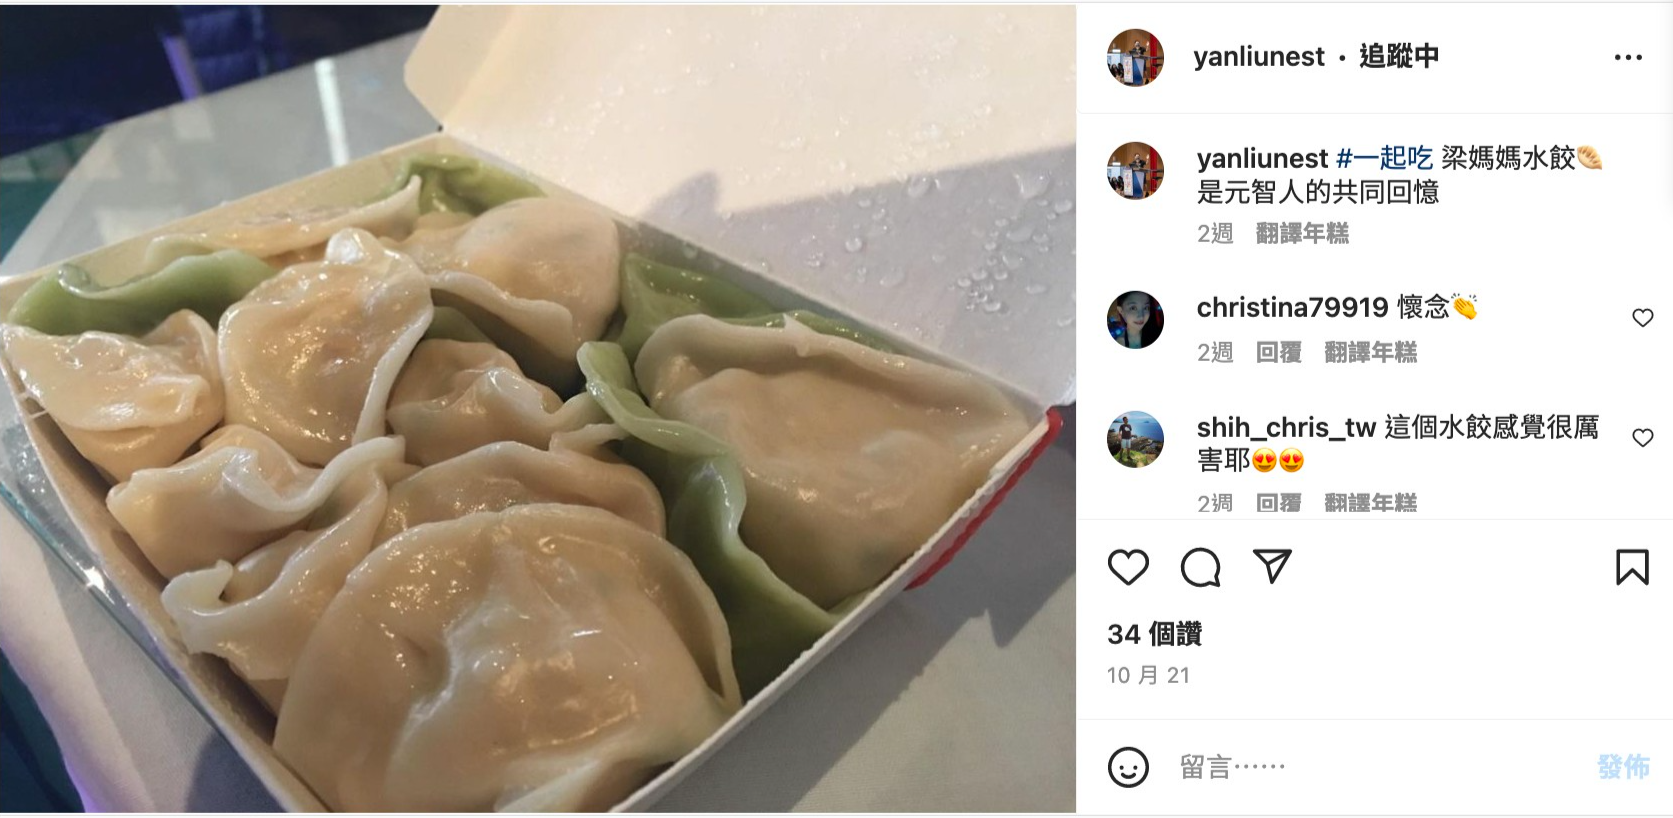 yanliunest • 追蹤中
yanliunest #一起吃 梁媽媽水餃🥟
是元智人的共同回憶
2週 翻譯年糕
christina79919 懷念👏
2週 回覆 翻譯年糕
shih_chris_tw 這個水餃感覺很厲
害耶😍😍
2週 回覆 翻譯年糕
34 個讚
10 月 21
留言⋯⋯
發佈